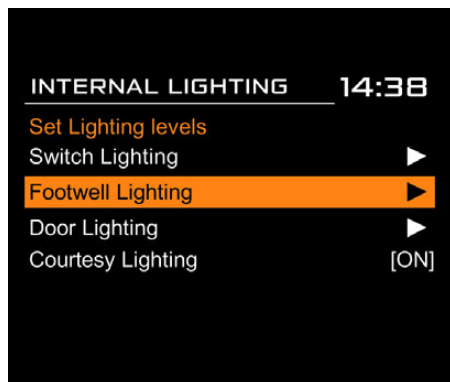 INTERNAL LIGHTING 14:38
Set Lighting levels
Switch Lighting
Footwell Lighting
Door Lighting
Courtesy Lighting [ON]